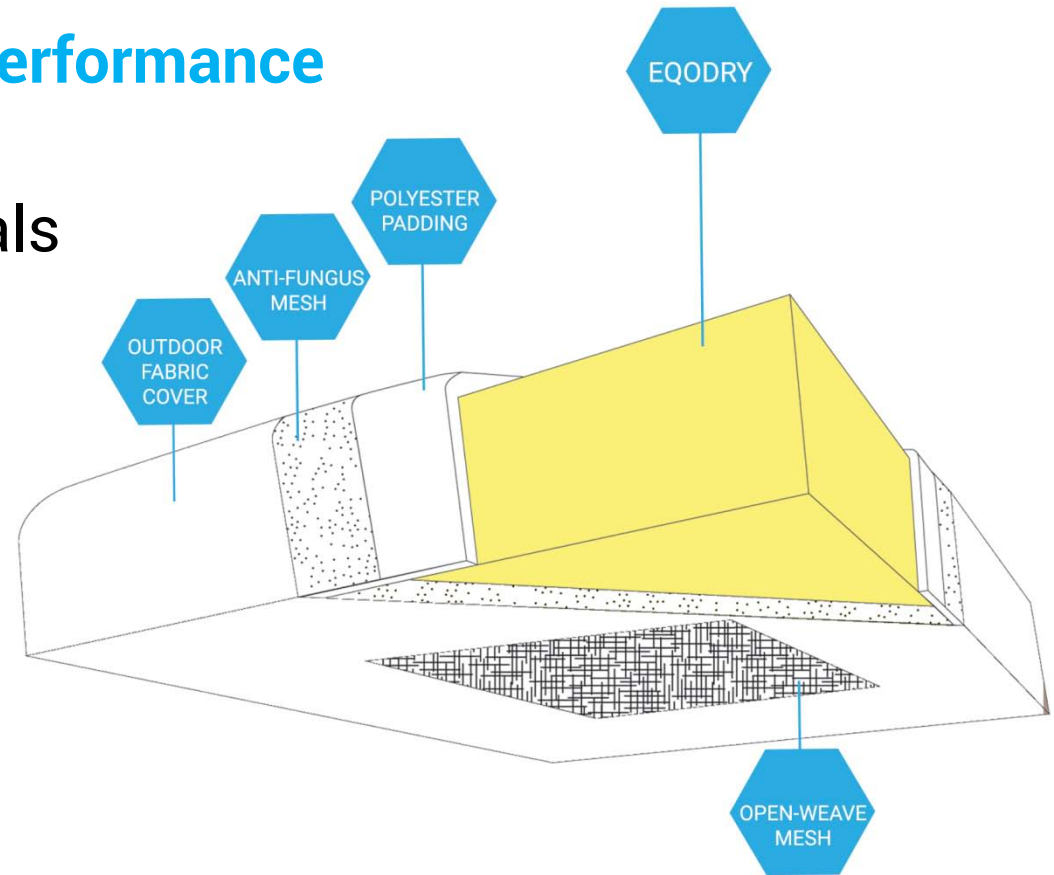 erformance
als
EQODRY
POLYESTER
PADDING
ANTI-FUNGUS
MESH
OUTDOOR
FABRIC
COVER
OPEN-WEAVE
MESH